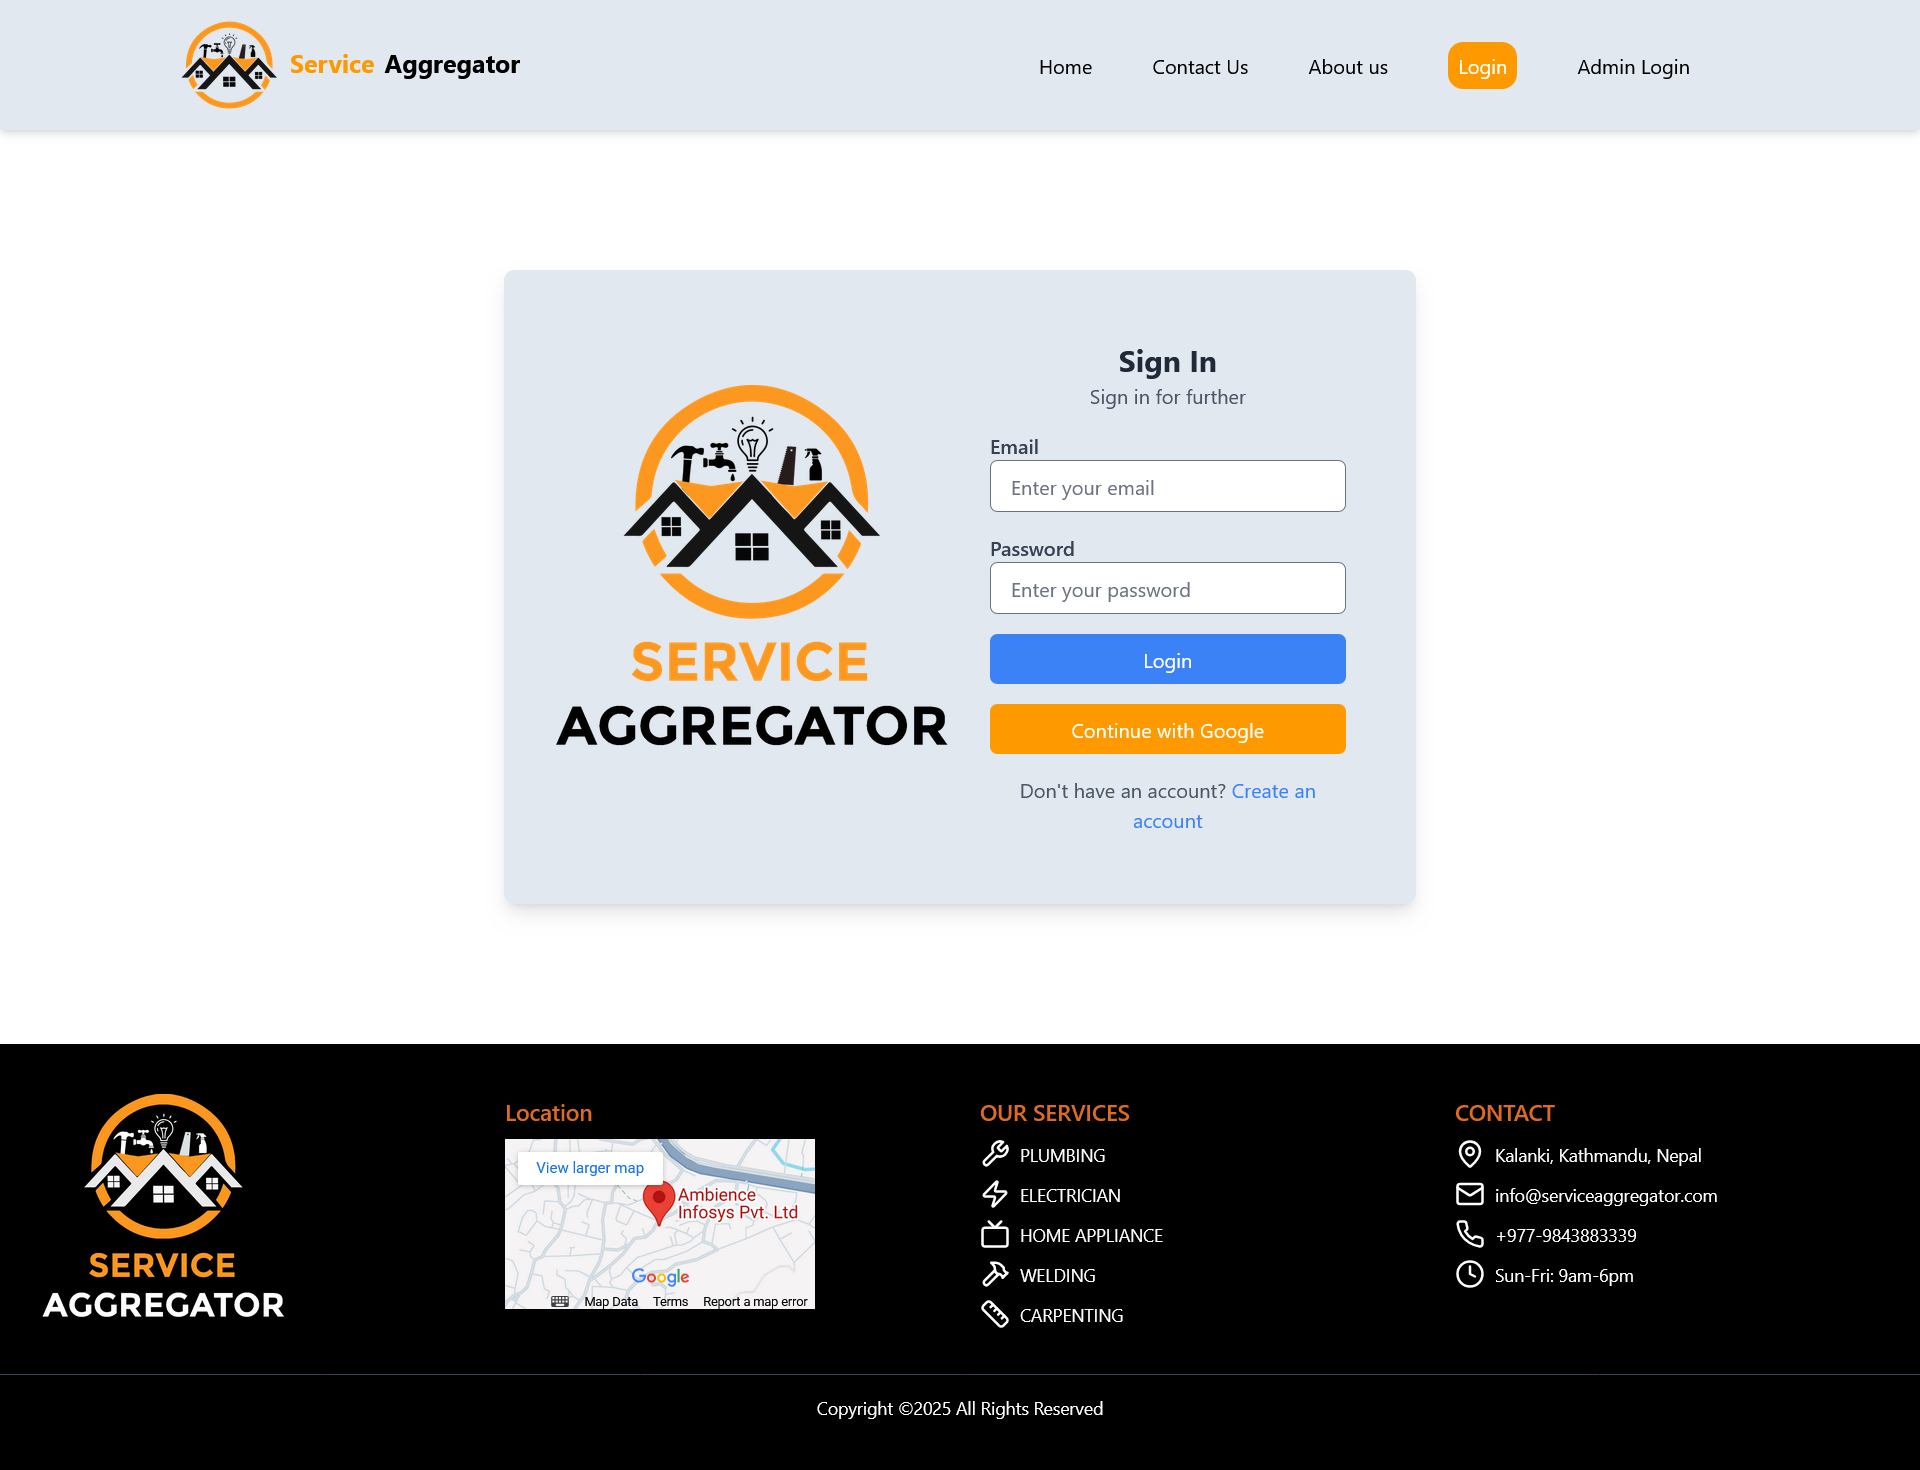 Service Aggregator
Home
Contact Us
About us
Login
Admin Login
SERVICE
AGGREGATOR
Sign In
Sign in for further
Email
Enter your email
Password
Enter your password
Login
Continue with Google
Don't have an account? Create an
account
SERVICE
AGGREGATOR
Location
View larger map
Ambience
Infosys Pvt. Ltd
Google
Map Data
Terms
Report a map error
OUR SERVICES
PLUMBING
ELECTRICIAN
HOME APPLIANCE
WELDING
CARPENTING
CONTACT
Kalanki, Kathmandu, Nepal
info@serviceaggregator.com
+977-9843883339
Sun-Fri: 9am-6pm
Copyright ©2025 All Rights Reserved